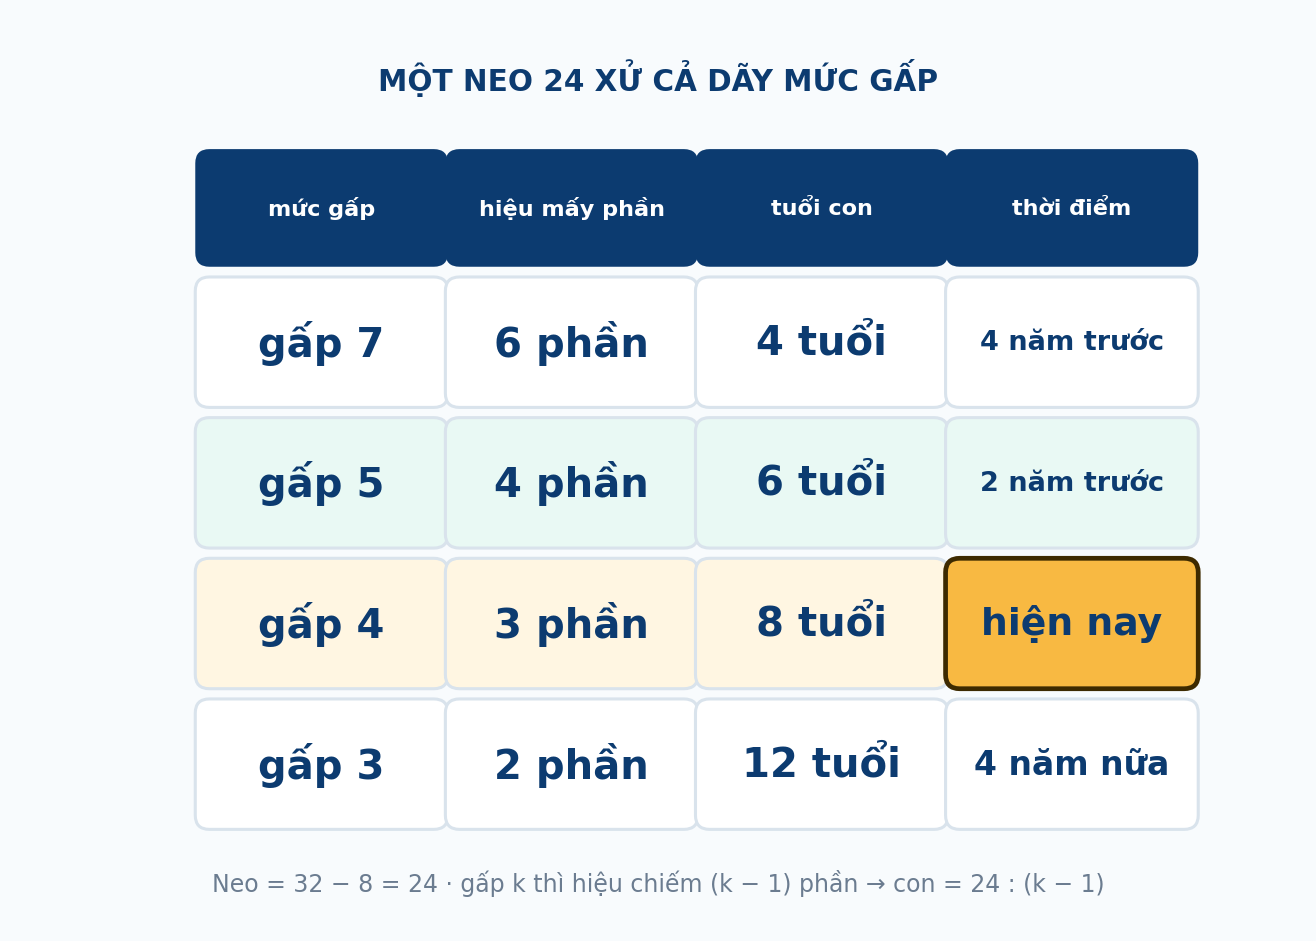 MỘT NEO 24 XỬ CẢ DÃY MỨC GẤP
mức gấp hiệu mấy phần tuổi con thời điểm
gấp 7 6 phần 4 tuổi 4 năm trước
gấp 5 4 phần 6 tuổi 2 năm trước
gấp 4 3 phần 8 tuổi hiện nay
gấp 3 2 phần 12 tuổi 4 năm nữa
Neo = 32 − 8 = 24 · gấp k thì hiệu chiếm (k − 1) phần → con = 24 : (k − 1)